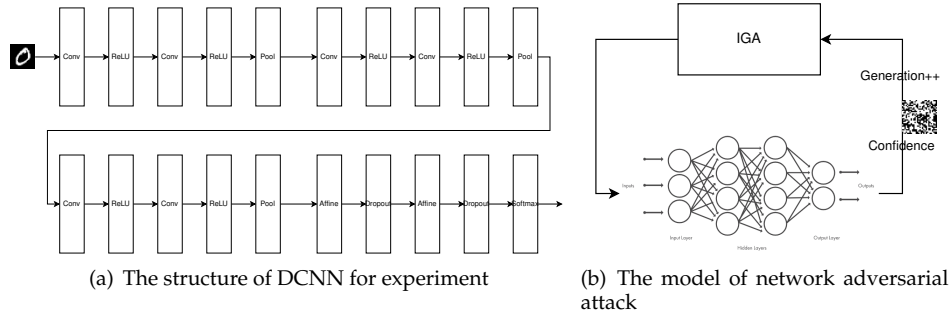 Conv ReLU Conv ReLU Pool Conv ReLU Conv ReLU Pool
Conv ReLU Conv ReLU Pool Affine Dropout Affine Dropout Softmax
(a) The structure of DCNN for experiment
IGA
Generation++
Confidence
Inputs
Outputs
Input Layer
Hidden Layers
Output Layer
(b) The model of network adversarial
attack